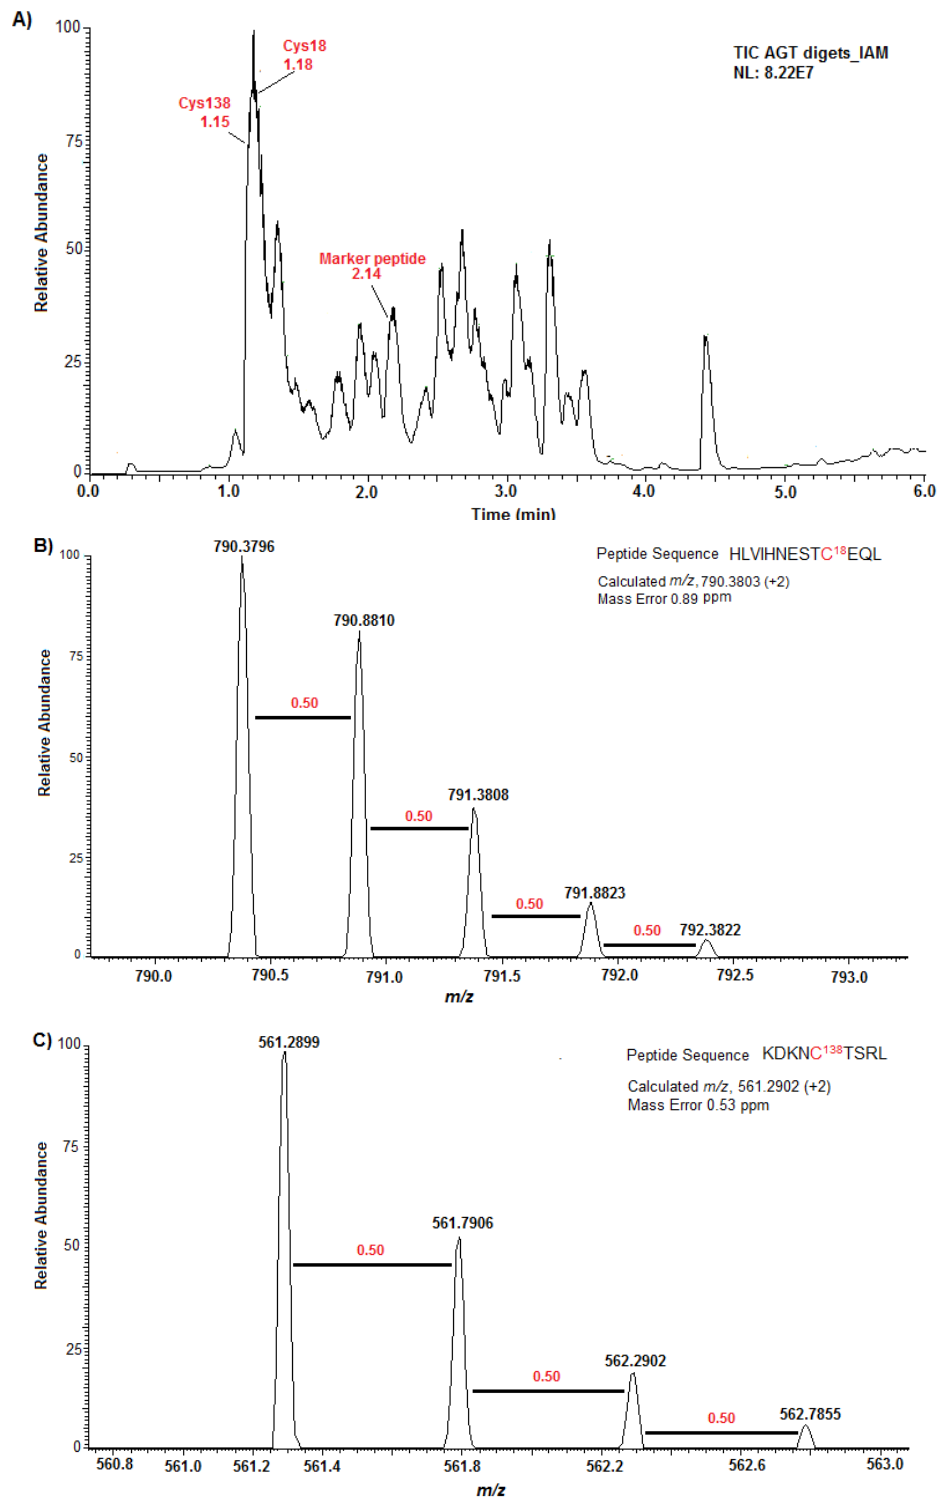 A)
100
Cys18
1.18
TIC AGT digets_IAM
NL: 8.22E7
Cys138
1.15
75
Relative Abundance
50
Marker peptide
2.14
25
0
0.0 1.0 2.0 3.0 4.0 5.0 6.0
Time (min)
B)
790.3796
100
Peptide Sequence HLVIHNESTC¹⁸EQL
Calculated m/z, 790.3803 (+2)
Mass Error 0.89 ppm
790.8810
75
0.50
Relative Abundance
50
791.3808
0.50
25
791.8823
0.50
792.3822
0.50
0
790.0 790.5 791.0 791.5 792.0 792.5 793.0
m/z
C)
561.2899
100
Peptide Sequence KDKNC¹³⁸TSRL
Calculated m/z, 561.2902 (+2)
Mass Error 0.53 ppm
75
Relative Abundance
561.7906
50
0.50
25
562.2902
0.50
562.7855
0.50
0
560.8 561.0 561.2 561.4 561.8 562.2 562.6 563.0
m/z